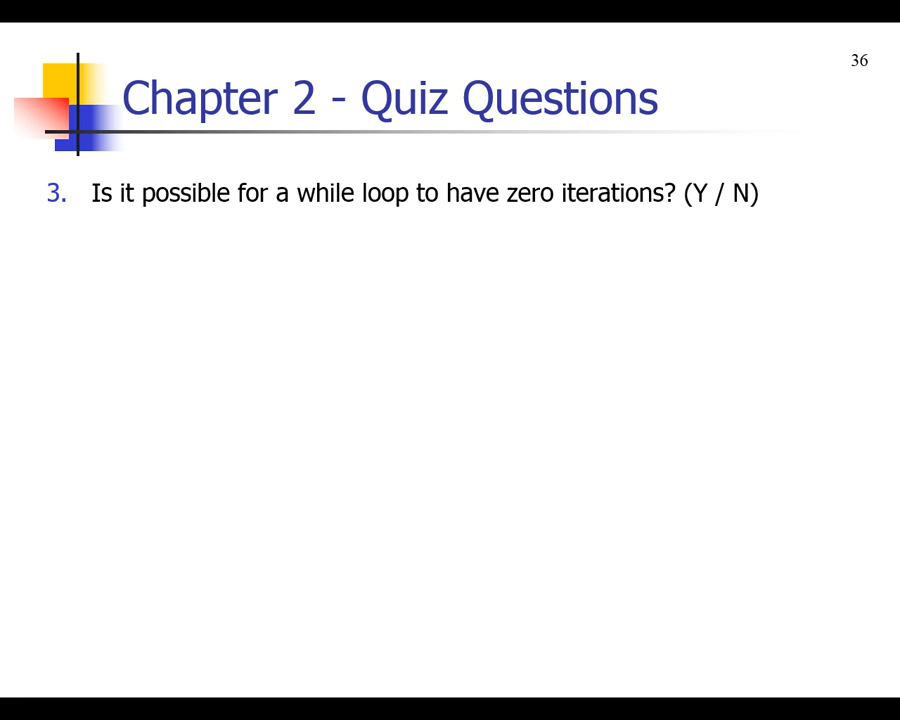 36
Chapter 2 - Quiz Questions
3. Is it possible for a while loop to have zero iterations? (Y / N)